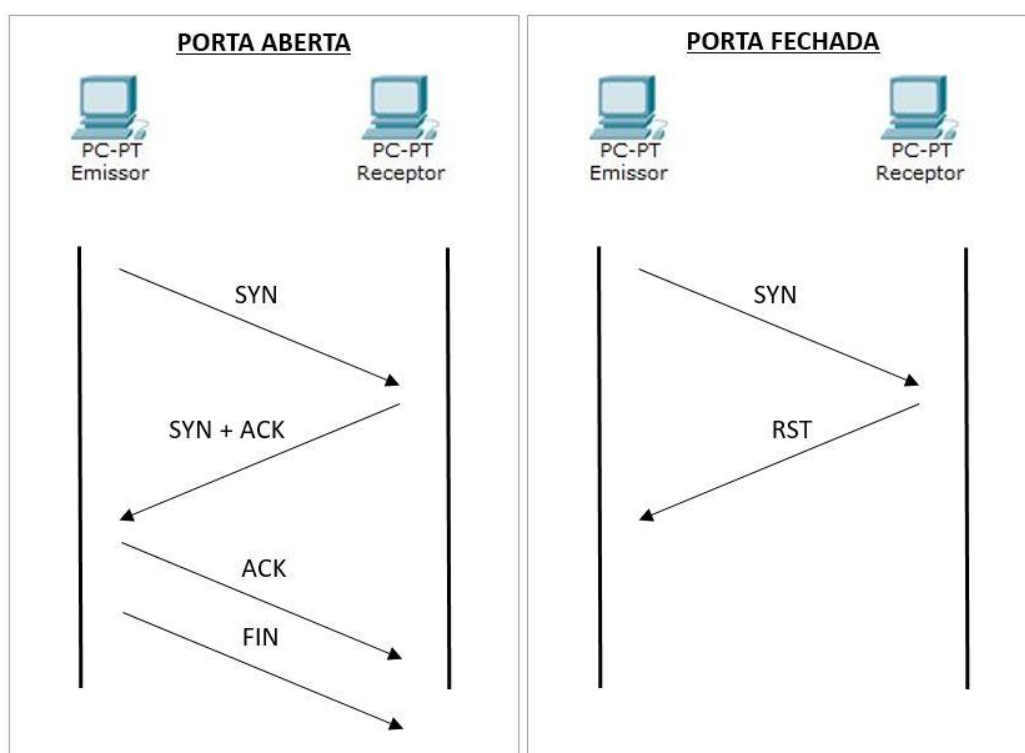 PORTA ABERTA
PC-PT
Emissor
PC-PT
Receptor
SYN
SYN + ACK
ACK
FIN
PORTA FECHADA
PC-PT
Emissor
PC-PT
Receptor
SYN
RST